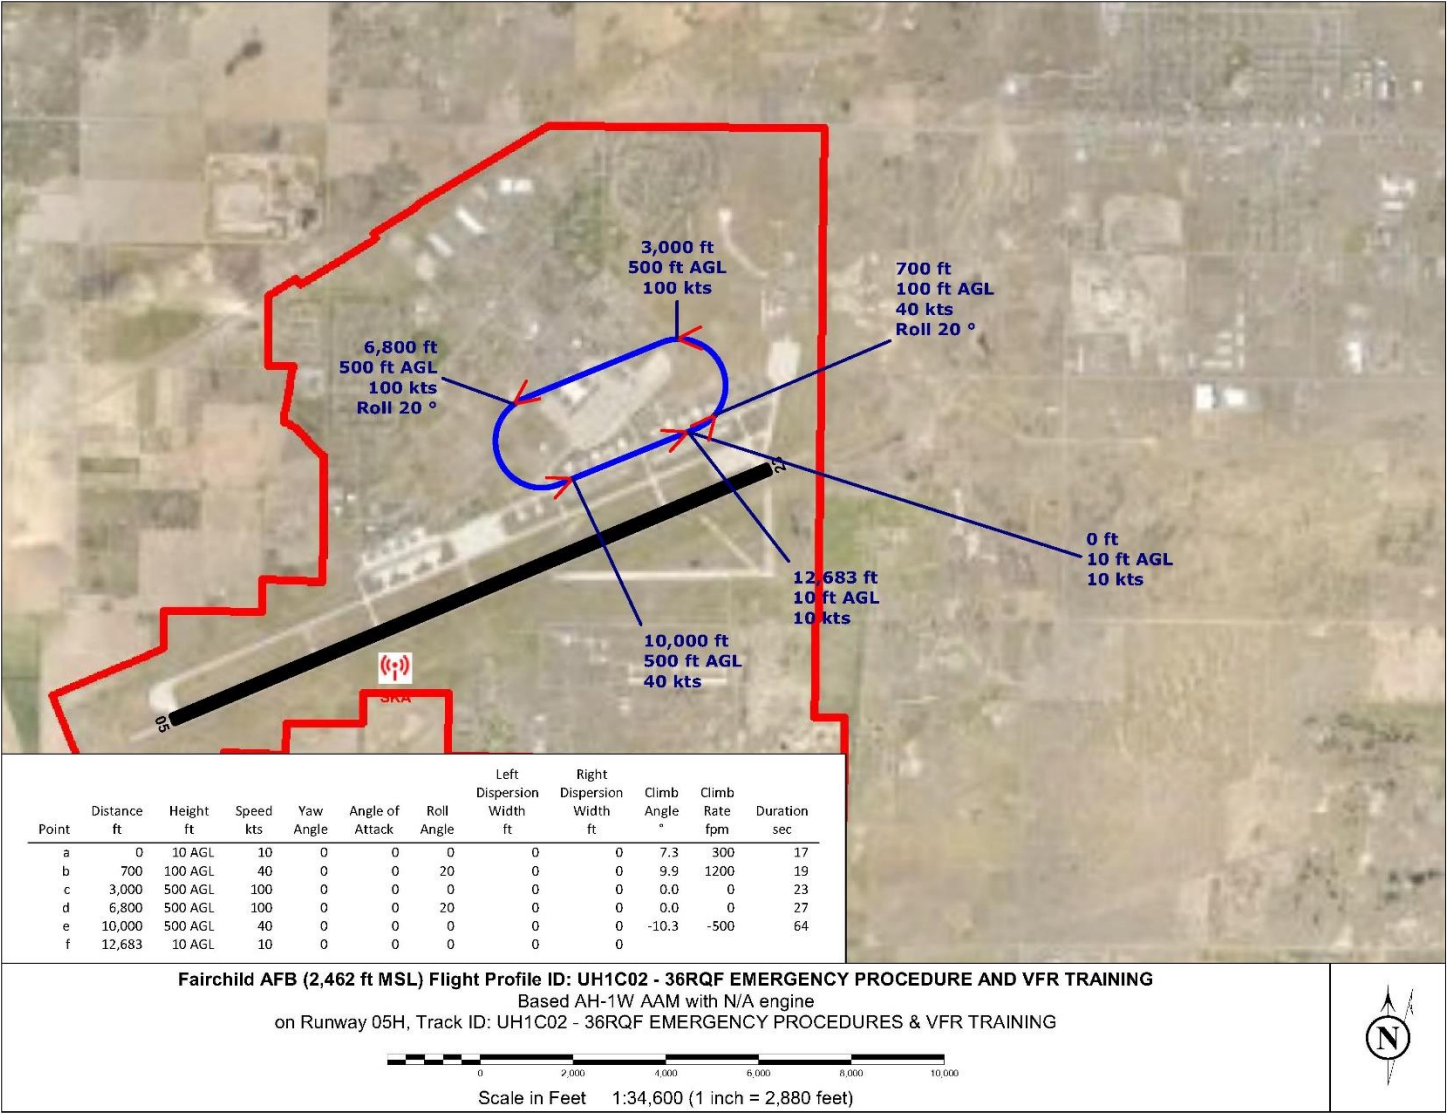 3,000 ft
500 ft AGL
100 kts
700 ft
100 ft AGL
40 kts
Roll 20 °
6,800 ft
500 ft AGL
100 kts
Roll 20 °
23
0 ft
10 ft AGL
10 kts
12,683 ft
10 ft AGL
10 kts
10,000 ft
500 ft AGL
40 kts
SKA
05
Left Right
Dispersion Dispersion Climb Climb
Distance Height Speed Yaw Angle of Roll Width Width Angle Rate Duration
Point ft ft kts Angle Attack Angle ft ft ° fpm sec
a 0 10 AGL 10 0 0 0 0 0 7.3 300 17
b 700 100 AGL 40 0 0 20 0 0 9.9 1200 19
c 3,000 500 AGL 100 0 0 0 0 0 0.0 0 23
d 6,800 500 AGL 100 0 0 20 0 0 0.0 0 27
e 10,000 500 AGL 40 0 0 0 0 0 -10.3 -500 64
f 12,683 10 AGL 10 0 0 0 0 0
Fairchild AFB (2,462 ft MSL) Flight Profile ID: UH1C02 - 36RQF EMERGENCY PROCEDURE AND VFR TRAINING
Based AH-1W AAM with N/A engine
on Runway 05H, Track ID: UH1C02 - 36RQF EMERGENCY PROCEDURES & VFR TRAINING
0 2,000 4,000 6,000 8,000 10,000
Scale in Feet 1:34,600 (1 inch = 2,880 feet)
N